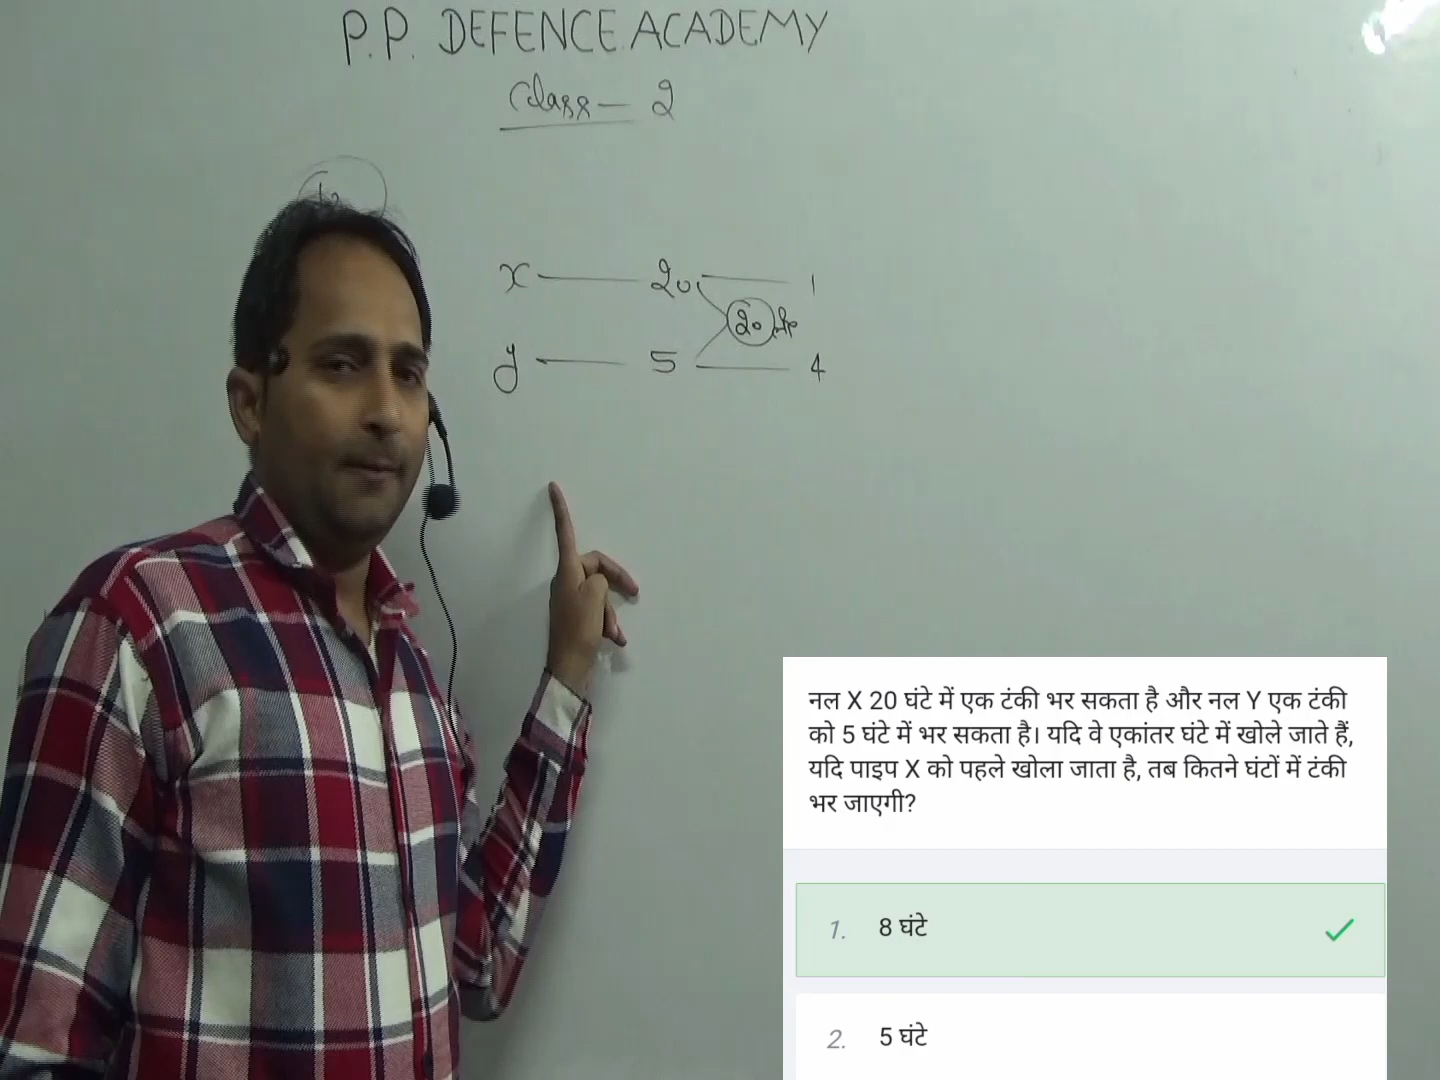 P.P. DEFENCE ACADEMY
Class - 2
x 20 1
20
y 5 4
नल X 20 घंटे में एक टंकी भर सकता है और नल Y एक टंकी
को 5 घंटे में भर सकता है। यदि वे एकांतर घंटे में खोले जाते हैं,
यदि पाइप X को पहले खोला जाता है, तब कितने घंटों में टंकी
भर जाएगी?
1. 8 घंटे
2. 5 घंटे